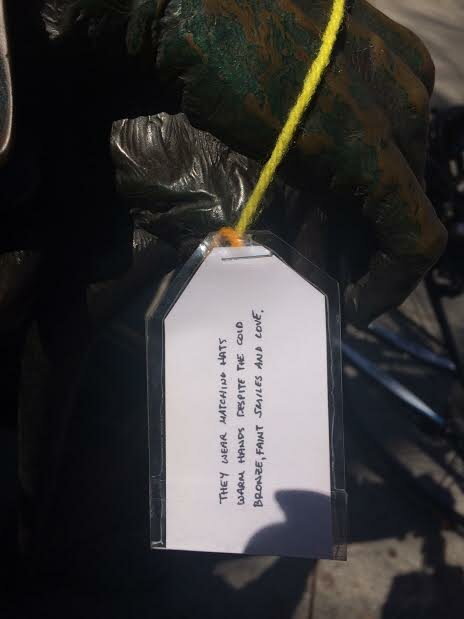 THEY WEAR MATCHING HATS
WARM HANDS DESPITE THE COLD
BRONZE, FAINT SMILES AND LOVE.